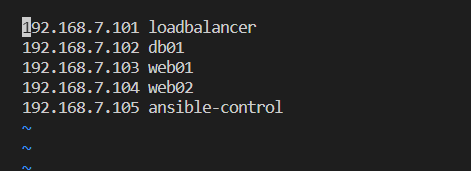 192.168.7.101 loadbalancer
192.168.7.102 db01
192.168.7.103 web01
192.168.7.104 web02
192.168.7.105 ansible-control
~
~
~